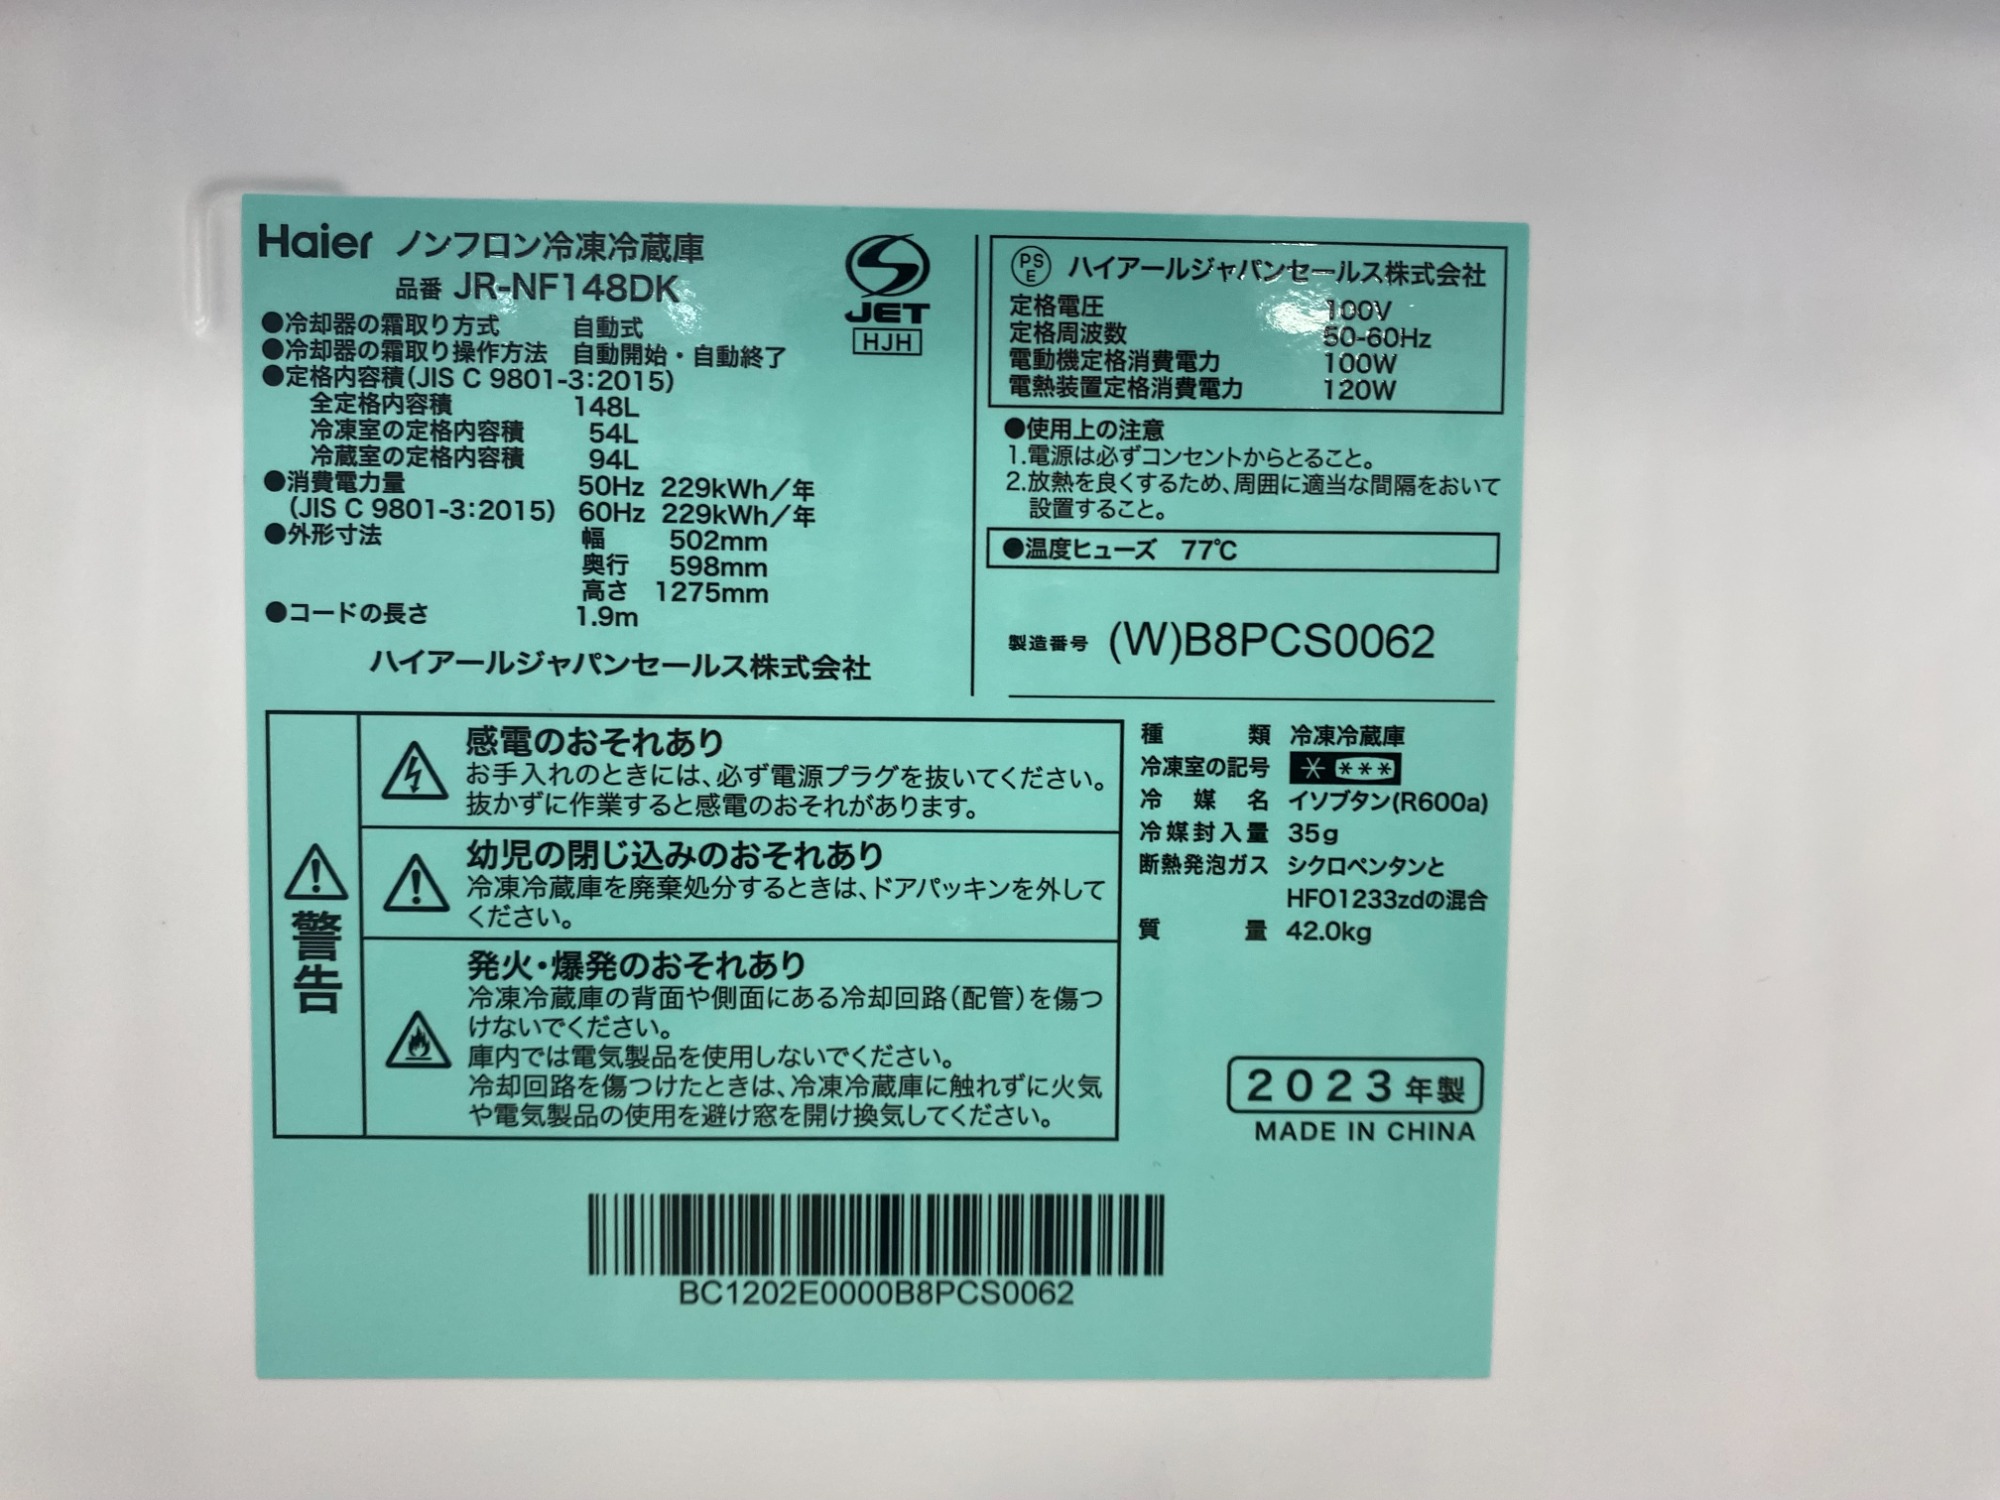 Haier ノンフロン冷凍冷蔵庫
品番 JR-NF148DK
●冷却器の霜取り方式 自動式
●冷却器の霜取り操作方法 自動開始・自動終了
●定格内容積(JIS C 9801-3:2015)
全定格内容積 148L
冷凍室の定格内容積 54L
冷蔵室の定格内容積 94L
●消費電力量 50Hz 229kWh/年
(JIS C 9801-3:2015) 60Hz 229kWh/年
●外形寸法 幅 502mm
奥行 598mm
高さ 1275mm
●コードの長さ 1.9m
ハイアールジャパンセールス株式会社
JET
HJH
PSE ハイアールジャパンセールス株式会社
定格電圧 100V
定格周波数 50-60Hz
電動機定格消費電力 100W
電熱装置定格消費電力 120W
●使用上の注意
1.電源は必ずコンセントからとること。
2.放熱を良くするため、周囲に適当な間隔をおいて
設置すること。
●温度ヒューズ 77℃
製造番号 (W)B8PCS0062
警告
感電のおそれあり
お手入れのときには、必ず電源プラグを抜いてください。
抜かずに作業すると感電のおそれがあります。
幼児の閉じ込みのおそれあり
冷凍冷蔵庫を廃棄処分するときは、ドアパッキンを外して
ください。
発火・爆発のおそれあり
冷凍冷蔵庫の背面や側面にある冷却回路(配管)を傷つ
けないでください。
庫内では電気製品を使用しないでください。
冷却回路を傷つけたときは、冷凍冷蔵庫に触れずに火気
や電気製品の使用を避け窓を開け換気してください。
種類 冷凍冷蔵庫
冷凍室の記号 * ***
冷媒名 イソブタン(R600a)
冷媒封入量 35g
断熱発泡ガス シクロペンタンと
HFO1233zdの混合
質量 42.0kg
2023年製
MADE IN CHINA
BC1202E0000B8PCS0062